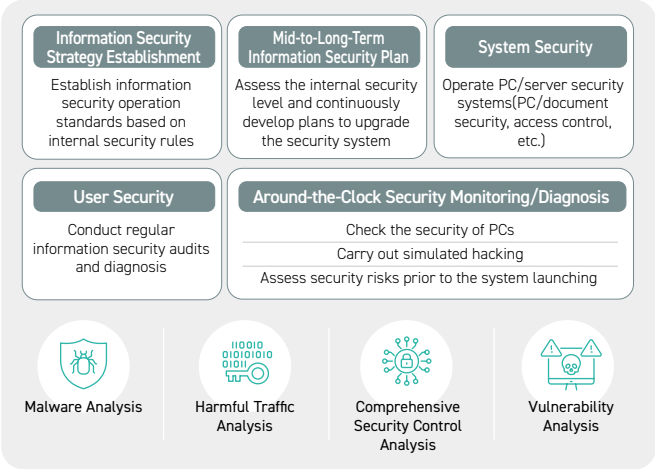 Information Security
Strategy Establishment
Establish information
security operation
standards based on
internal security rules
Mid-to-Long-Term
Information Security Plan
Assess the internal security
level and continuously
develop plans to upgrade
the security system
System Security
Operate PC/server security
systems(PC/document
security, access control,
etc.)
User Security
Conduct regular
information security audits
and diagnosis
Around-the-Clock Security Monitoring/Diagnosis
Check the security of PCs
Carry out simulated hacking
Assess security risks prior to the system launching
Malware Analysis
110010
01010101
01011
Harmful Traffic
Analysis
Comprehensive
Security Control
Analysis
Vulnerability
Analysis